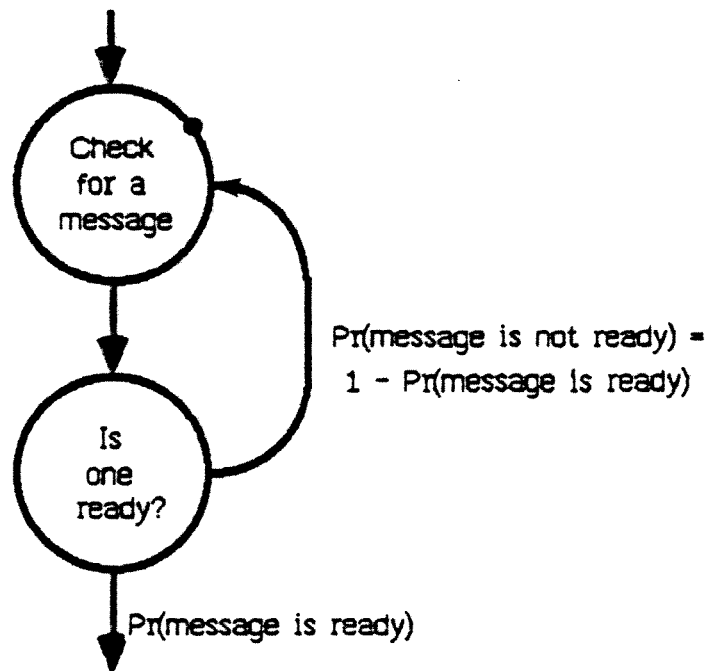 Check
for a
message
Pr(message is not ready) =
1 - Pr(message is ready)
Is
one
ready?
Pr(message is ready)